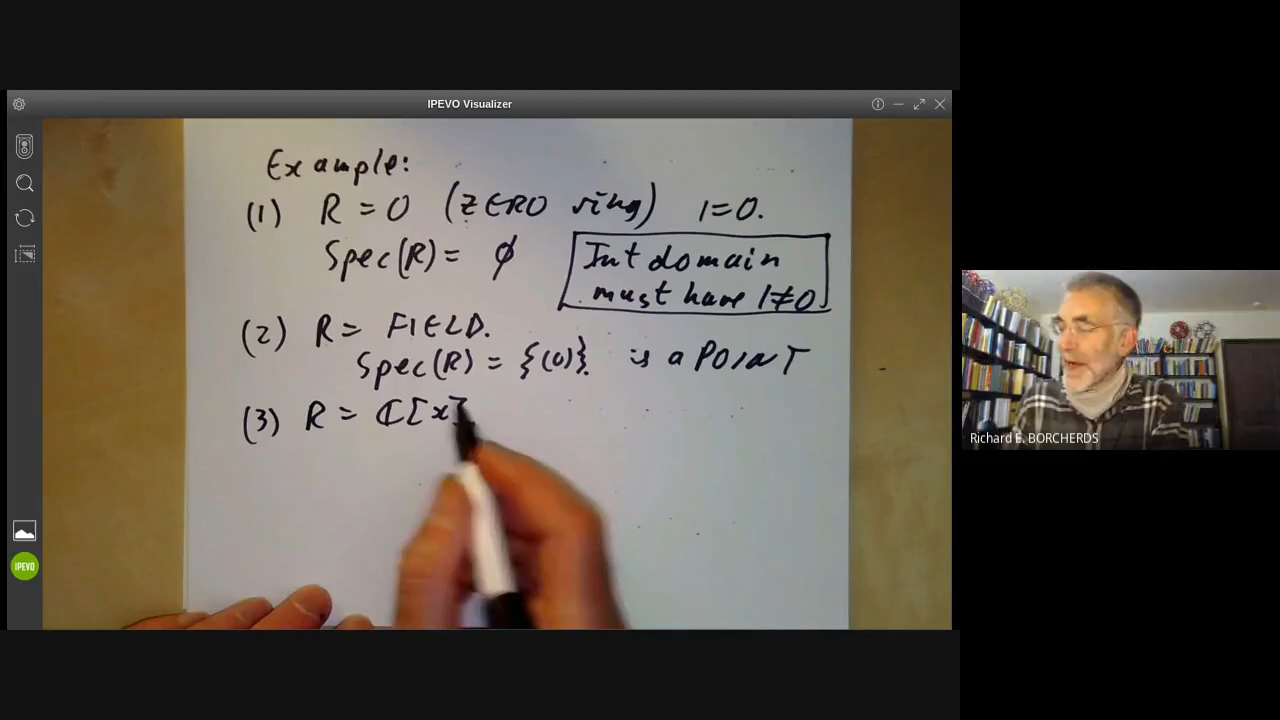 IPEVO Visualizer
Example:
(1) R = 0 (ZERO ring) 1=0.
Spec(R) = ∅
Int domain
must have 1≠0
(2) R = FIELD.
Spec(R) = {(0)}. is a POINT
(3) R = ℂ[x]
Richard E. BORCHERDS
IPEVO